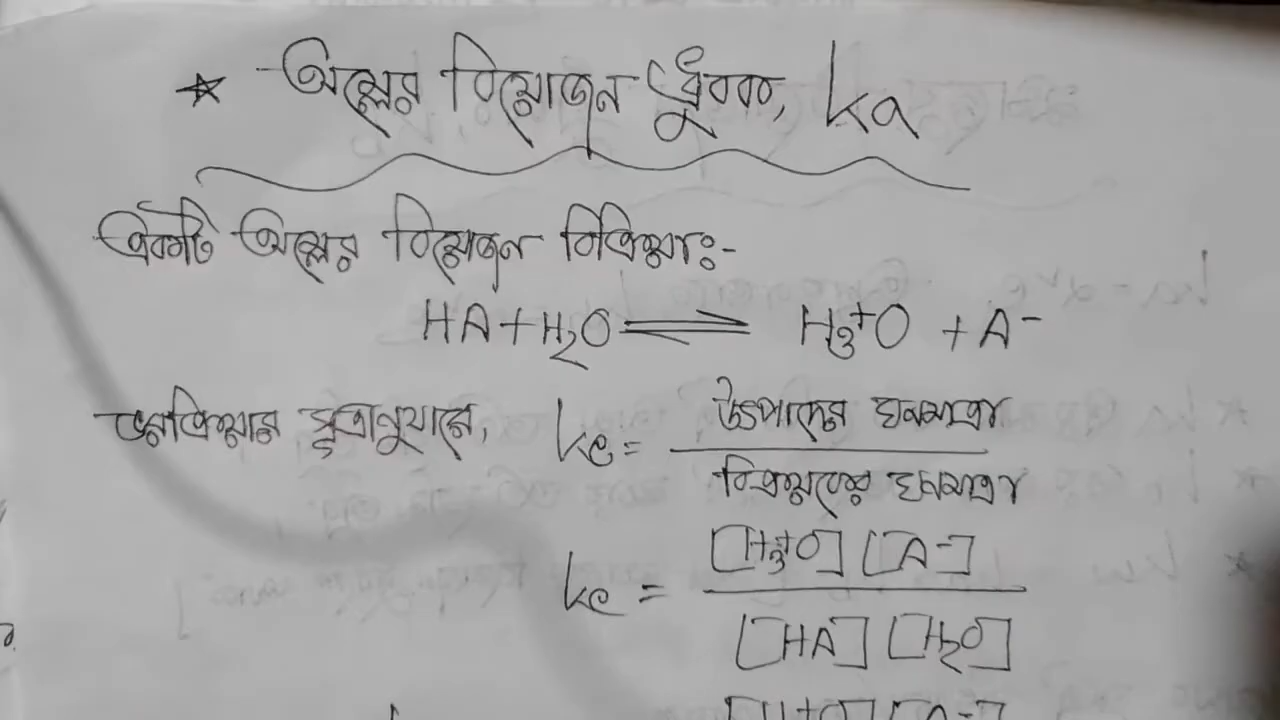 * অম্লের বিয়োজন ধ্রুবক, Ka
একটি অম্লের বিয়োজন বিক্রিয়াঃ-
HA + H₂O ⇌ H₃⁺O + A⁻
ভরক্রিয়ার সূত্রানুযারে, Kc = উৎপাদের ঘনমাত্রা / বিক্রিয়কের ঘনমাত্রা
Kc = [H₃⁺O] [A⁻] / [HA] [H₂O]